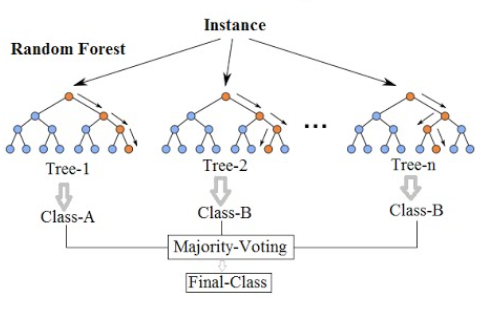 Instance
Random Forest
...
Tree-1
Tree-2
Tree-n
Class-A
Class-B
Class-B
Majority-Voting
Final-Class